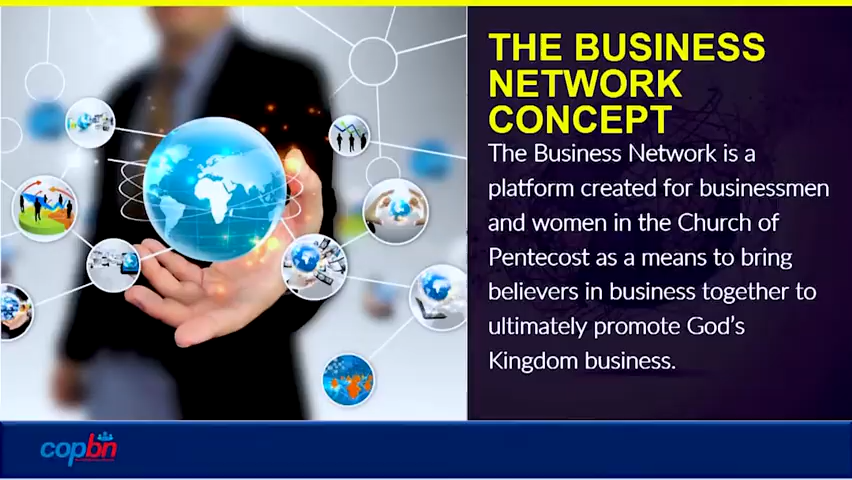 THE BUSINESS
NETWORK
CONCEPT
The Business Network is a
platform created for businessmen
and women in the Church of
Pentecost as a means to bring
believers in business together to
ultimately promote God’s
Kingdom business.
copbn